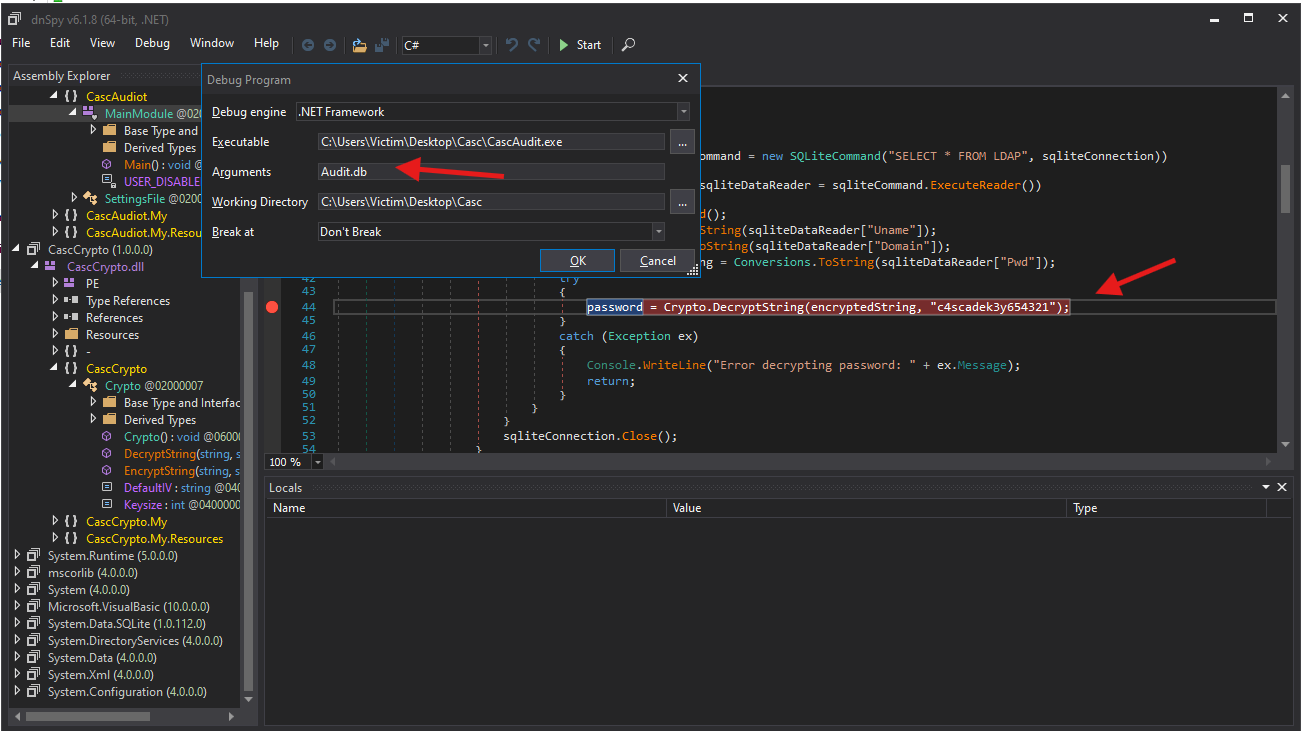 dnSpy v6.1.8 (64-bit, .NET)
File Edit View Debug Window Help C# Start
Assembly Explorer
CascAudiot
MainModule @02
Base Type and
Derived Types
Main() : void @
USER_DISABLE
SettingsFile @0200
CascAudiot.My
CascAudiot.My.Resou
CascCrypto (1.0.0.0)
CascCrypto.dll
PE
Type References
References
Resources
-
CascCrypto
Crypto @02000007
Base Type and Interfac
Derived Types
Crypto() : void @0600
DecryptString(string, s
EncryptString(string, s
DefaultIV : string @040
Keysize : int @0400000
CascCrypto.My
CascCrypto.My.Resources
System.Runtime (5.0.0.0)
mscorlib (4.0.0.0)
System (4.0.0.0)
Microsoft.VisualBasic (10.0.0.0)
System.Data.SQLite (1.0.112.0)
System.DirectoryServices (4.0.0.0)
System.Data (4.0.0.0)
System.Xml (4.0.0.0)
System.Configuration (4.0.0.0)
Debug Program
Debug engine .NET Framework
Executable C:\Users\Victim\Desktop\Casc\CascAudit.exe ...
Arguments Audit.db
Working Directory C:\Users\Victim\Desktop\Casc ...
Break at Don't Break
OK Cancel
ommand = new SQLiteCommand("SELECT * FROM LDAP", sqliteConnection))
sqliteDataReader = sqliteCommand.ExecuteReader())
d();
String(sqliteDataReader["Uname"]);
oString(sqliteDataReader["Domain"]);
ng = Conversions.ToString(sqliteDataReader["Pwd"]);
42 try
43 {
44 password = Crypto.DecryptString(encryptedString, "c4scadek3y654321");
45 }
46 catch (Exception ex)
47 {
48 Console.WriteLine("Error decrypting password: " + ex.Message);
49 return;
50 }
51 }
52 }
53 sqliteConnection.Close();
54 }
100 %
Locals
Name Value Type